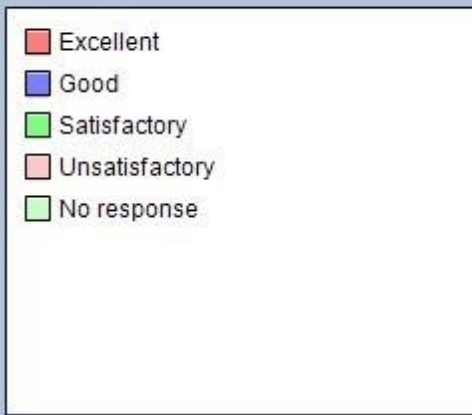 Excellent
Good
Satisfactory
Unsatisfactory
No response